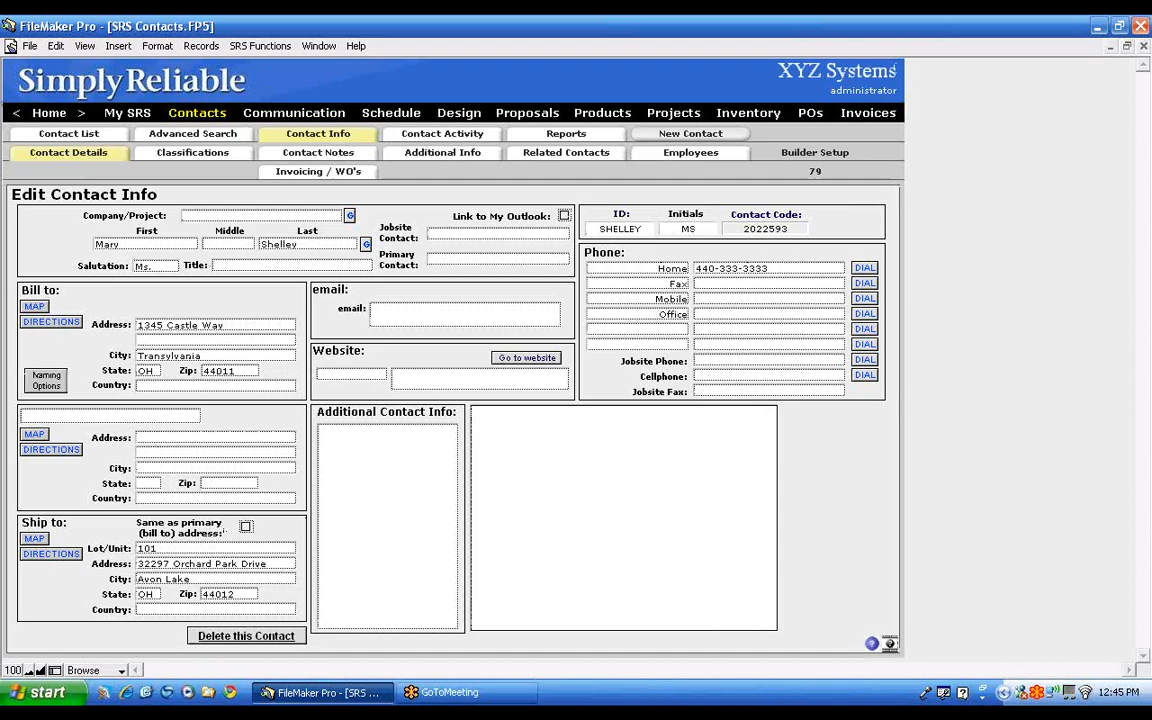 FileMaker Pro - [SRS Contacts.FP5]
File Edit View Insert Format Records SRS Functions Window Help
SimplyReliable
XYZ Systems
administrator
< Home > My SRS Contacts Communication Schedule Design Proposals Products Projects Inventory POs Invoices
Contact List Advanced Search Contact Info Contact Activity Reports New Contact
Contact Details Classifications Contact Notes Additional Info Related Contacts Employees Builder Setup
Invoicing / WO's 79
Edit Contact Info
Company/Project: G
First Middle Last
Mary Shelley G
Salutation: Ms. Title:
Link to My Outlook:
Jobsite Contact:
Primary Contact:
ID: Initials Contact Code:
SHELLEY MS 2022593
Phone:
Home 440-333-3333 DIAL
Fax DIAL
Mobile DIAL
Office DIAL
DIAL
DIAL
Jobsite Phone: DIAL
Cellphone: DIAL
Jobsite Fax:
Bill to:
MAP
DIRECTIONS
Address: 1345 Castle Way
City: Transylvania
State: OH Zip: 44011
Country:
Naming Options
email:
email:
Website:
Go to website
MAP
DIRECTIONS
Address:
City:
State: Zip:
Country:
Additional Contact Info:
Ship to:
Same as primary
(bill to) address:
MAP
DIRECTIONS
Lot/Unit: 101
Address: 32297 Orchard Park Drive
City: Avon Lake
State: OH Zip: 44012
Country:
Delete this Contact
?
100 Browse
start FileMaker Pro - [SRS ... GoToMeeting 12:45 PM